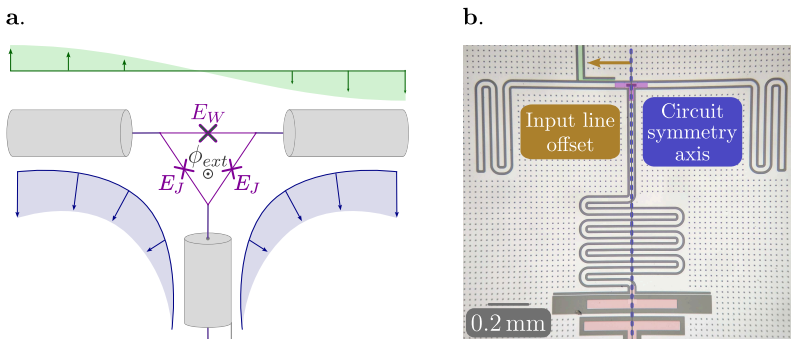 a.
b.
E_W
ϕ_ext
E_J
E_J
Input line
offset
Circuit
symmetry
axis
0.2 mm